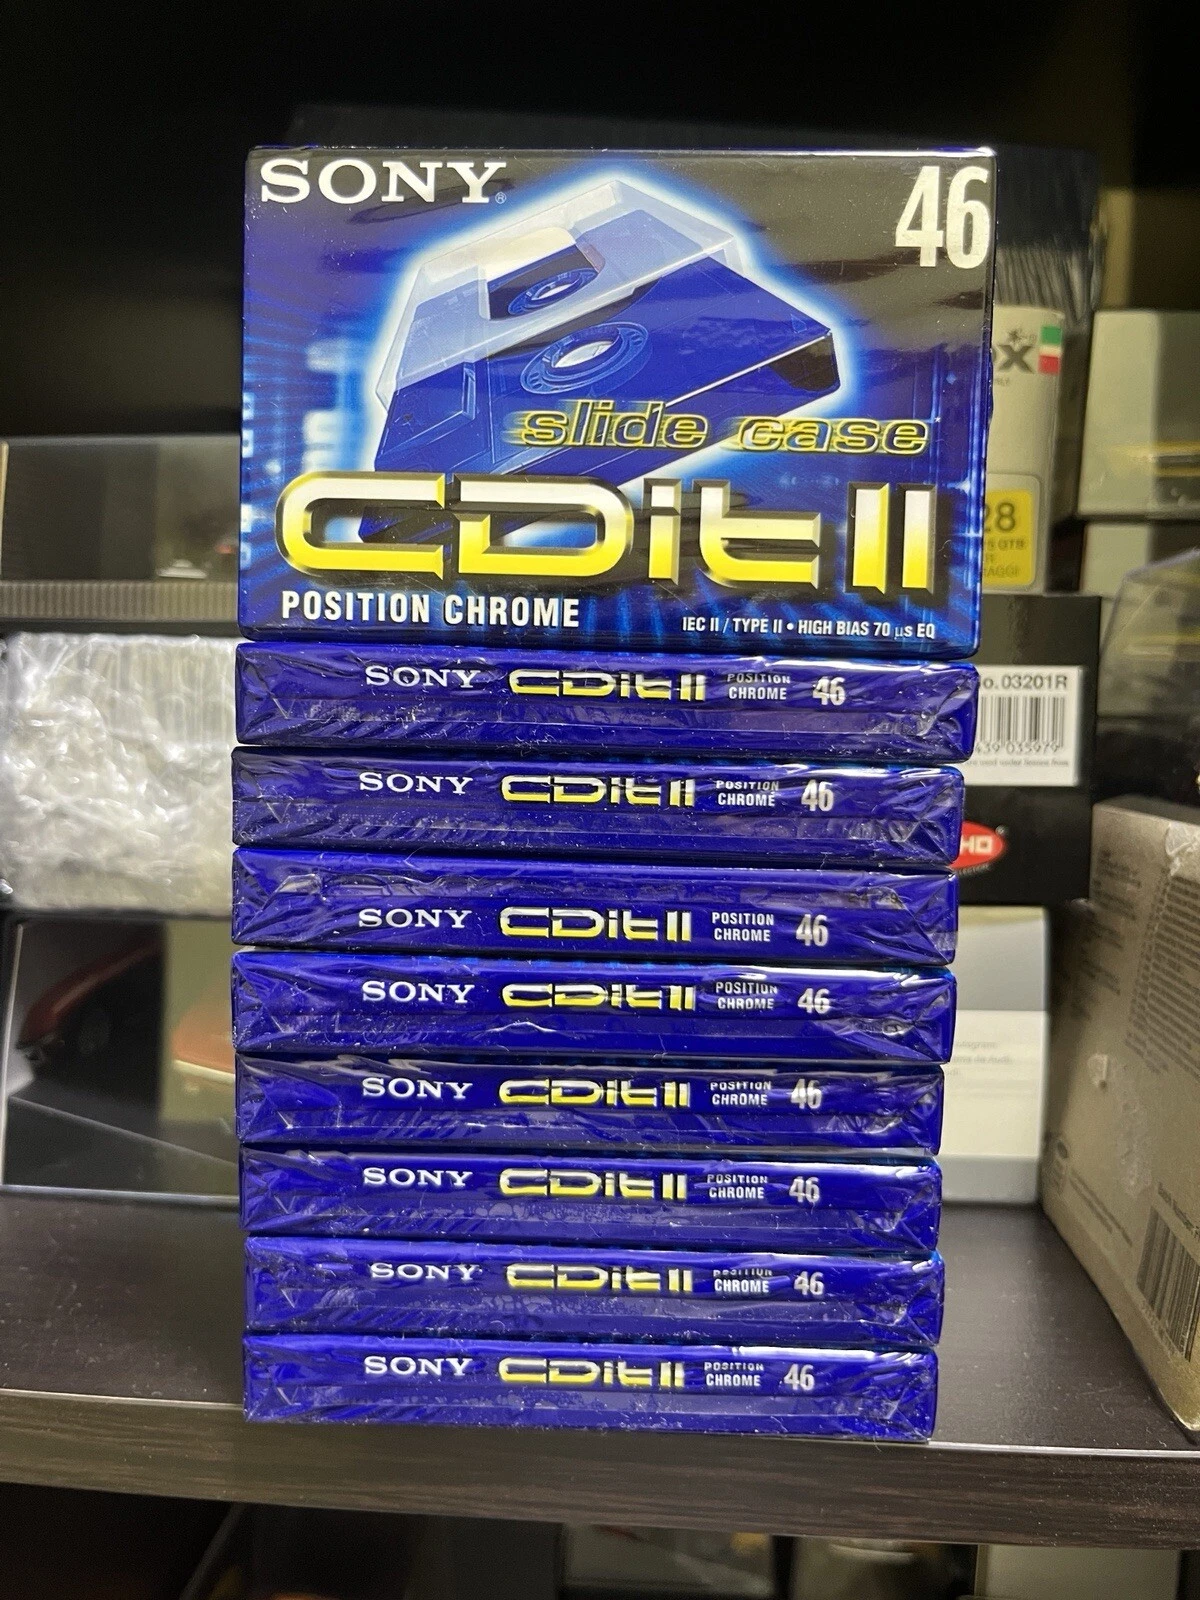 SONY®
46
slide case
CDit II
POSITION CHROME
IEC II / TYPE II • HIGH BIAS 70 µs EQ
SONY CDit II POSITION CHROME 46
SONY CDit II POSITION CHROME 46
SONY CDit II POSITION CHROME 46
SONY CDit II POSITION CHROME 46
SONY CDit II POSITION CHROME 46
SONY CDit II POSITION CHROME 46
SONY CDit II POSITION CHROME 46
SONY CDit II POSITION CHROME 46
28
03201R